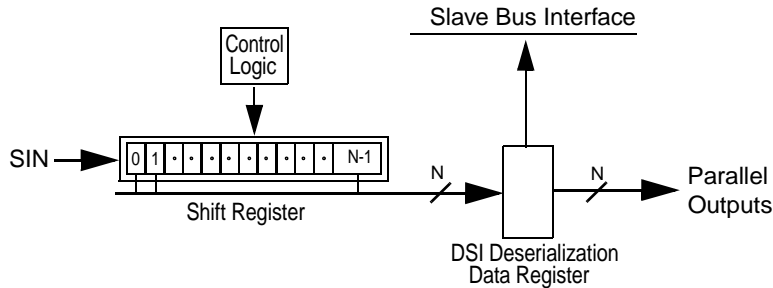 Slave Bus Interface
Control
Logic
SIN
0 1 N-1
N
N
Parallel
Outputs
Shift Register
DSI Deserialization
Data Register